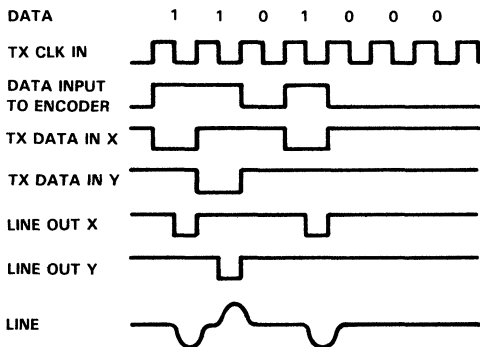 DATA 1 1 0 1 0 0 0
TX CLK IN
DATA INPUT
TO ENCODER
TX DATA IN X
TX DATA IN Y
LINE OUT X
LINE OUT Y
LINE